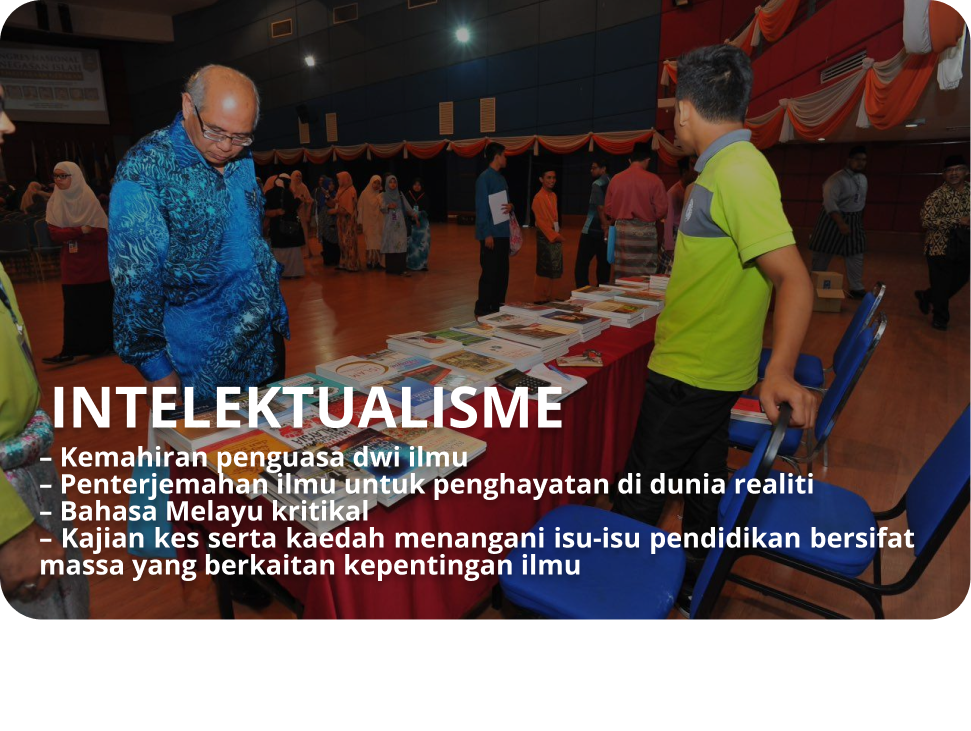 INTELEKTUALISME
– Kemahiran penguasa dwi ilmu
– Penterjemahan ilmu untuk penghayatan di dunia realiti
– Bahasa Melayu kritikal
– Kajian kes serta kaedah menangani isu-isu pendidikan bersifat
massa yang berkaitan kepentingan ilmu